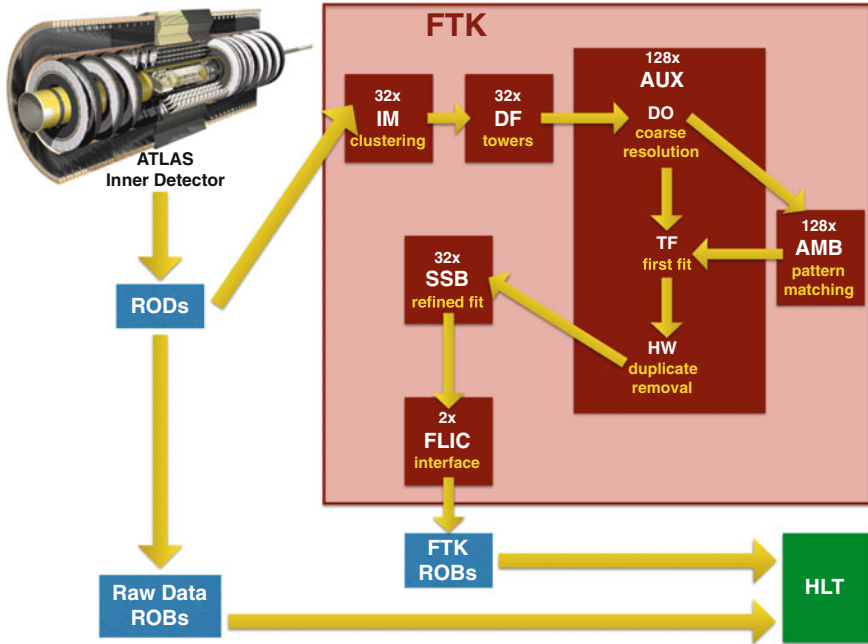 FTK
ATLAS
Inner Detector
RODs
Raw Data
ROBs
32x
IM
clustering
32x
DF
towers
128x
AUX
DO
coarse
resolution
TF
first fit
HW
duplicate
removal
128x
AMB
pattern
matching
32x
SSB
refined fit
2x
FLIC
interface
FTK
ROBs
HLT